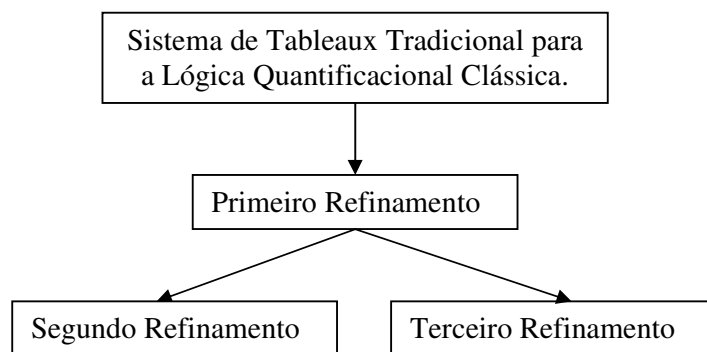 Sistema de Tableaux Tradicional para
a Lógica Quantificacional Clássica.
Primeiro Refinamento
Segundo Refinamento
Terceiro Refinamento